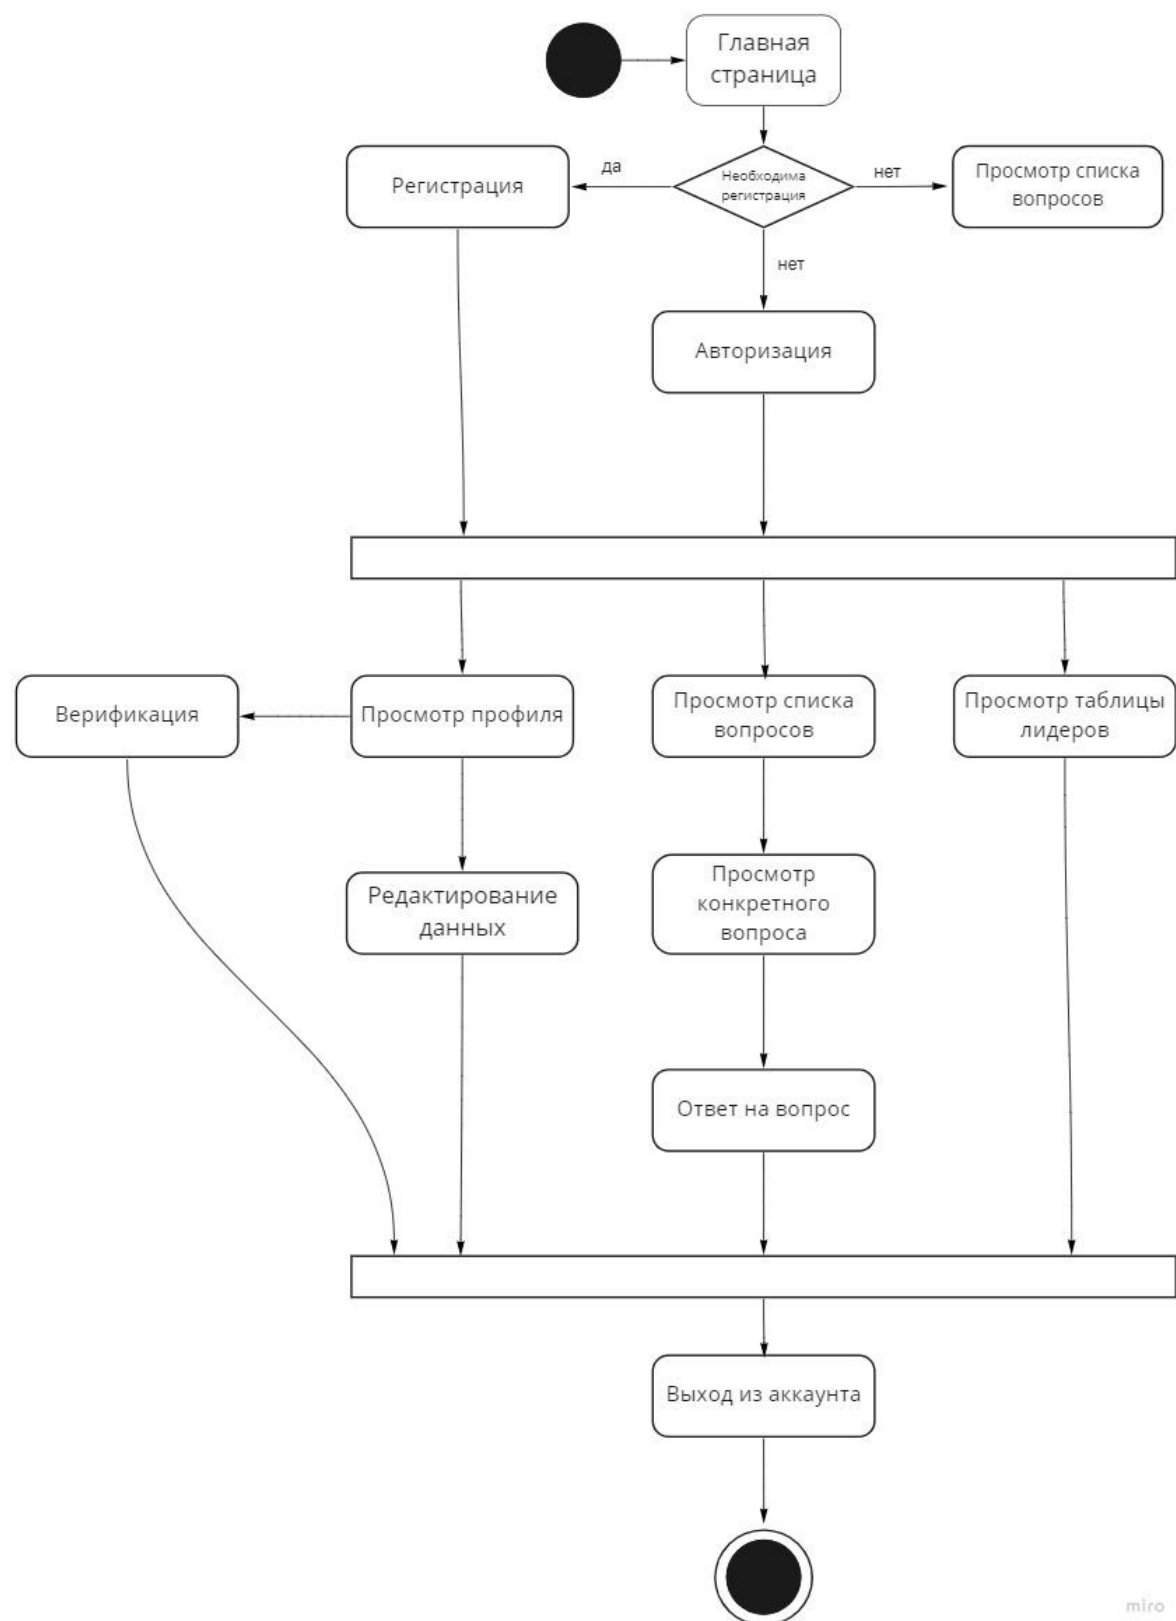 Главная
страница
да
Необходима
регистрация
нет
Регистрация
Просмотр списка
вопросов
нет
Авторизация
Верификация
Просмотр профиля
Просмотр списка
вопросов
Просмотр таблицы
лидеров
Редактирование
данных
Просмотр
конкретного
вопроса
Ответ на вопрос
Выход из аккаунта
miro